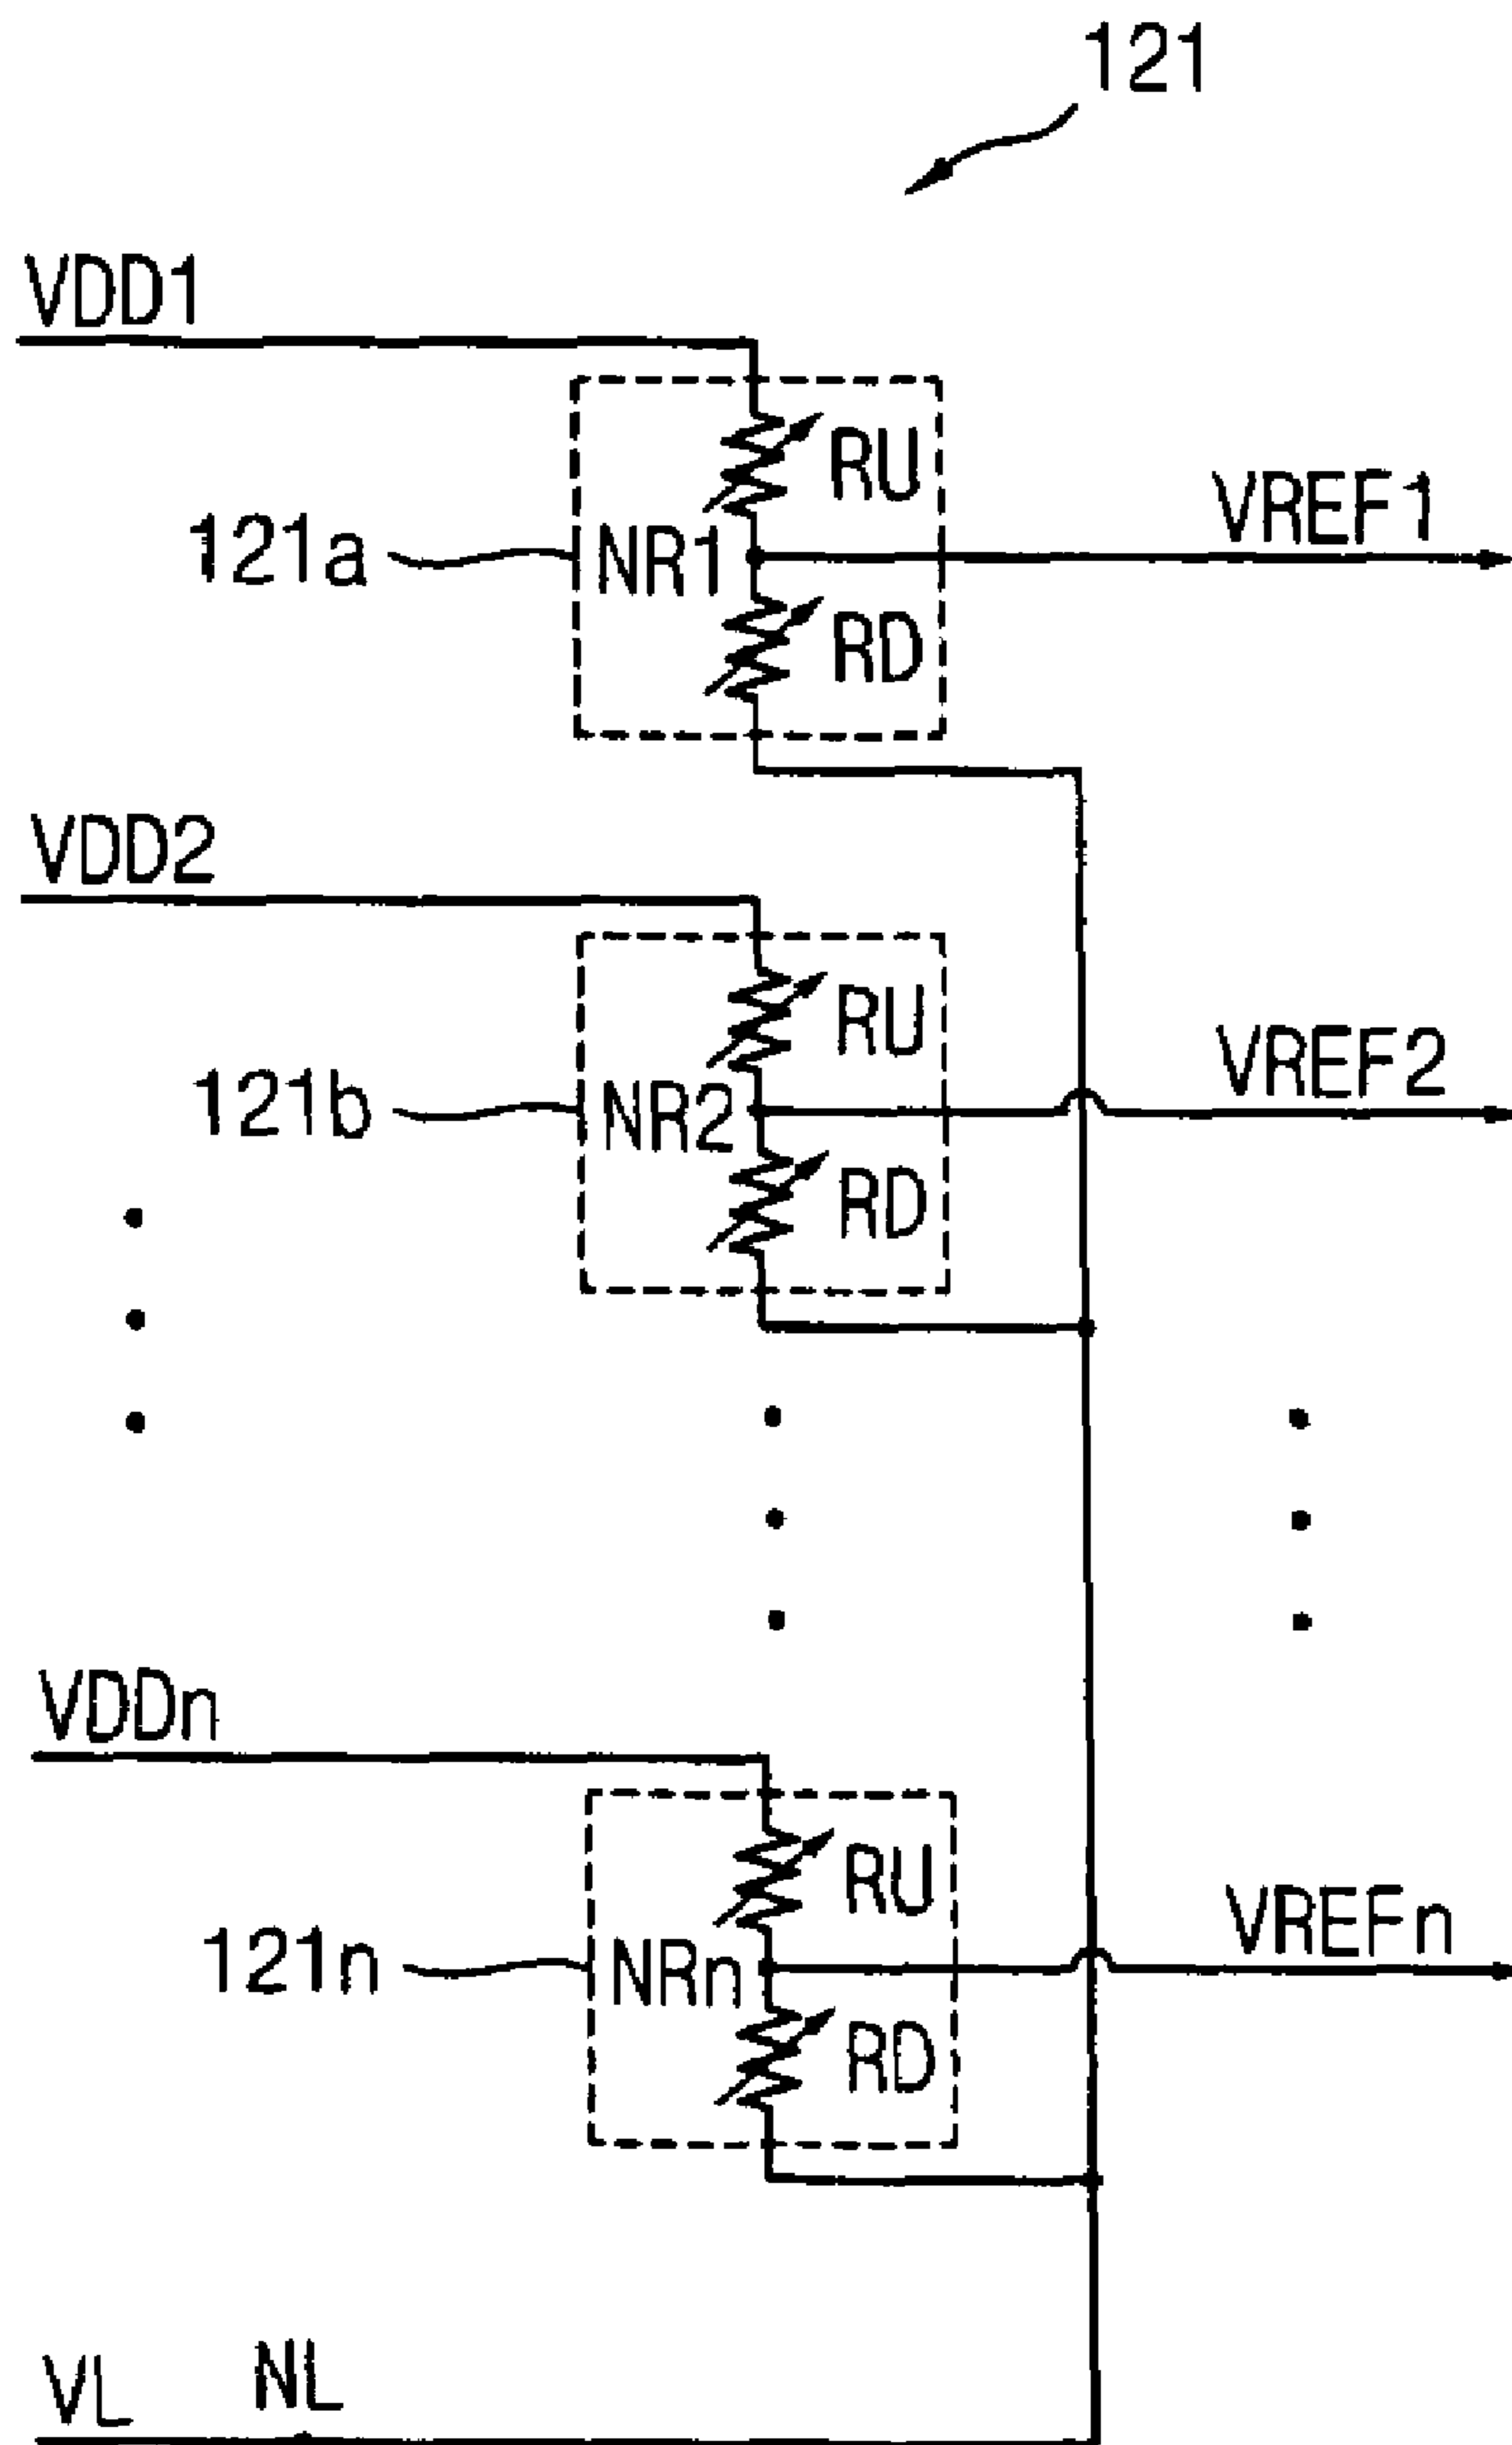 121
VDD1
RU
VREF1
121a
NR1
RD
VDD2
RU
VREF2
121b
NR2
RD
VDDn
RU
VREFn
121n
NRn
RD
VL
NL